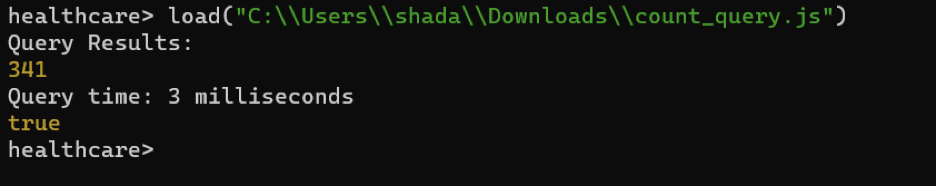 healthcare> load("C:\\Users\\shada\\Downloads\\count_query.js")
Query Results:
341
Query time: 3 milliseconds
true
healthcare>